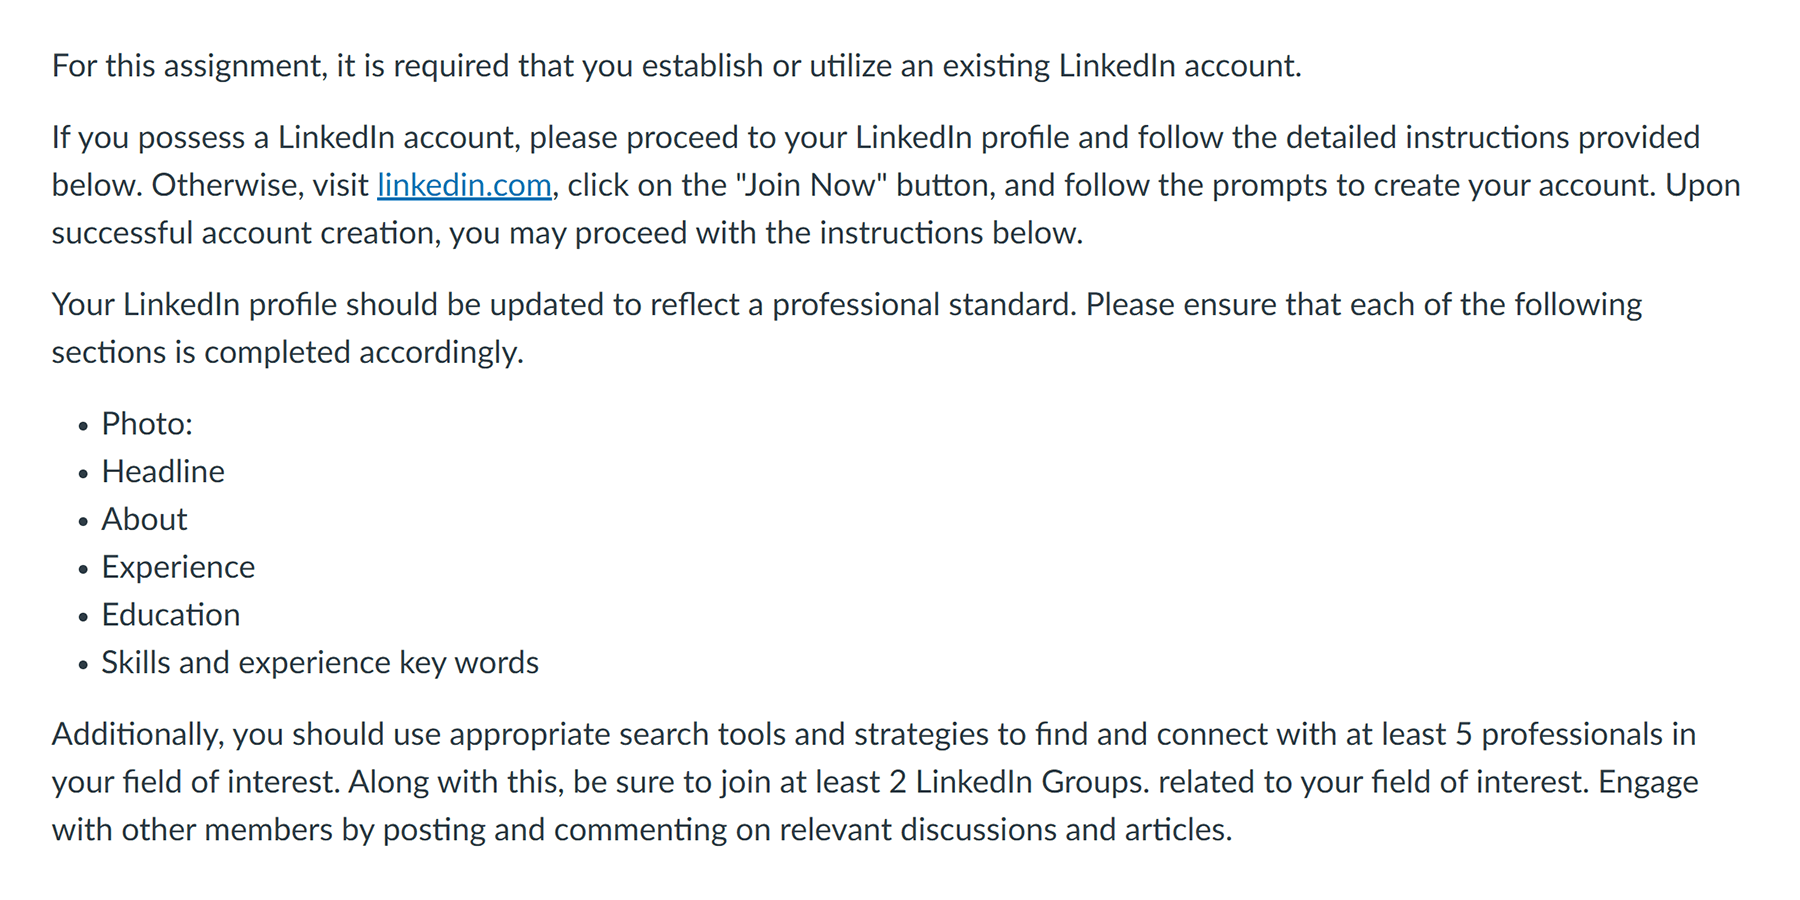 For this assignment, it is required that you establish or utilize an existing LinkedIn account.
If you possess a LinkedIn account, please proceed to your LinkedIn profile and follow the detailed instructions provided
below. Otherwise, visit linkedin.com, click on the "Join Now" button, and follow the prompts to create your account. Upon
successful account creation, you may proceed with the instructions below.
Your LinkedIn profile should be updated to reflect a professional standard. Please ensure that each of the following
sections is completed accordingly.
• Photo:
• Headline
• About
• Experience
• Education
• Skills and experience key words
Additionally, you should use appropriate search tools and strategies to find and connect with at least 5 professionals in
your field of interest. Along with this, be sure to join at least 2 LinkedIn Groups. related to your field of interest. Engage
with other members by posting and commenting on relevant discussions and articles.